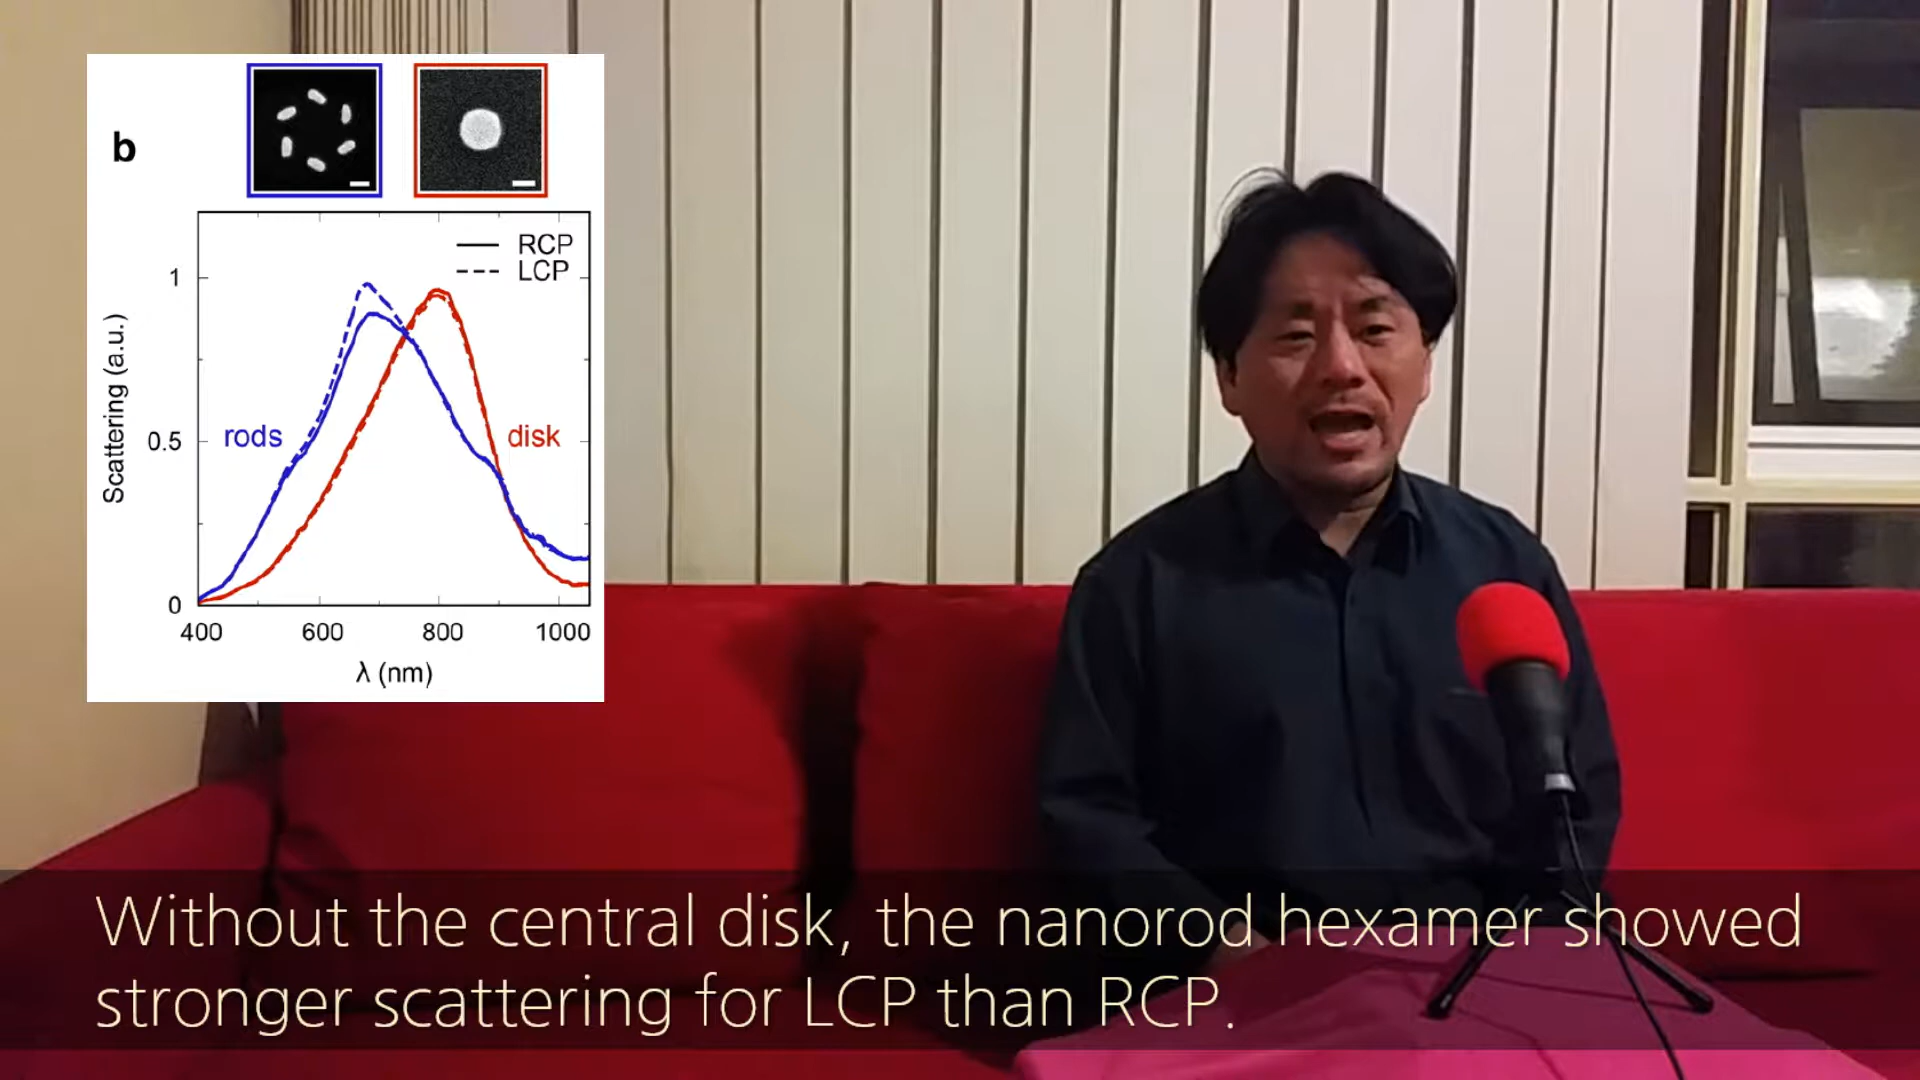 b
RCP
LCP
1
0.5
0
Scattering (a.u.)
rods
disk
400 600 800 1000
λ (nm)
Without the central disk, the nanorod hexamer showed
stronger scattering for LCP than RCP.